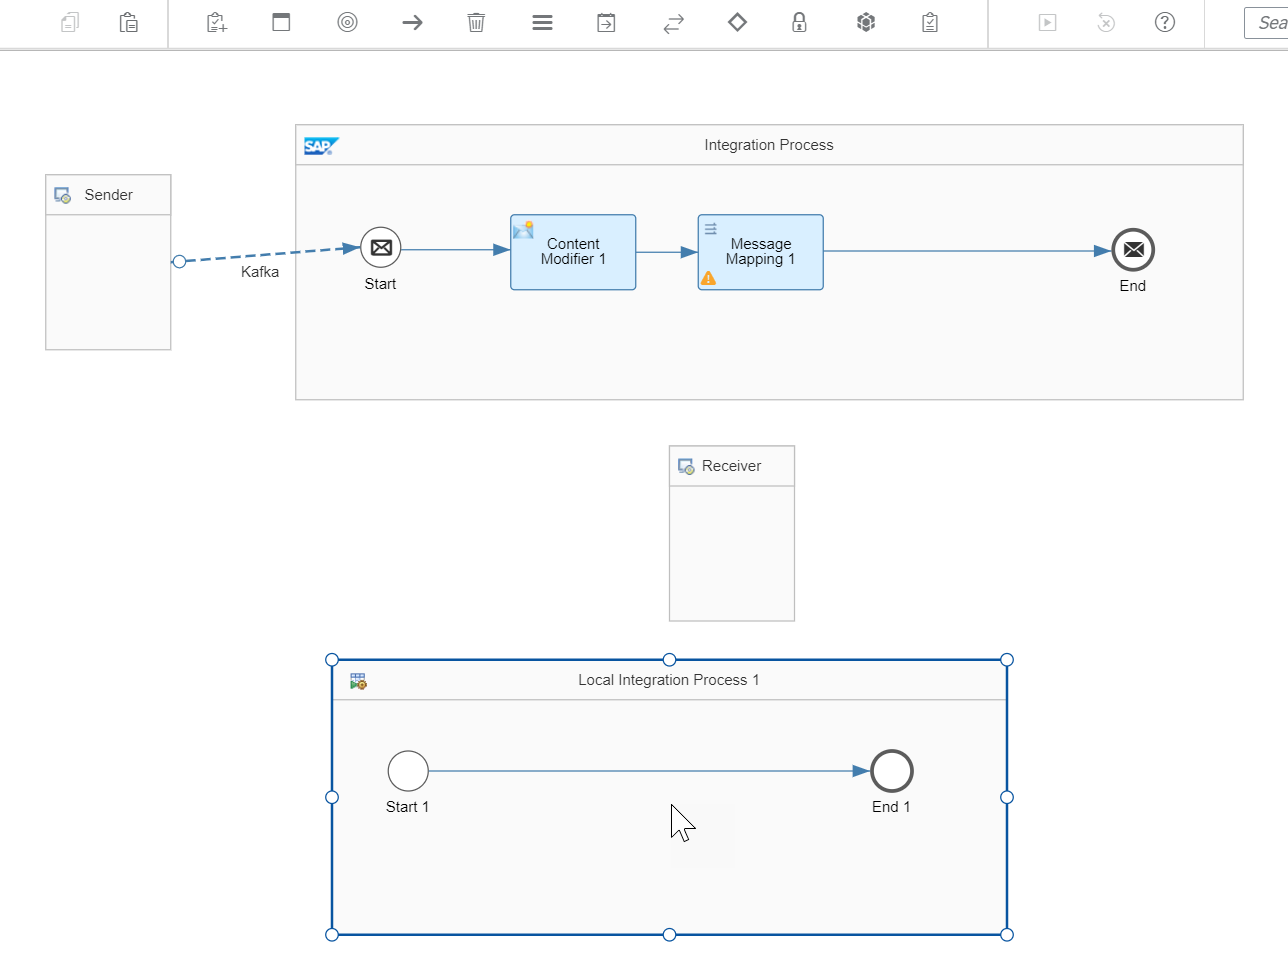 Sea
SAP
Integration Process
Sender
Content
Modifier 1
Message
Mapping 1
Kafka
Start
End
Receiver
Local Integration Process 1
Start 1
End 1